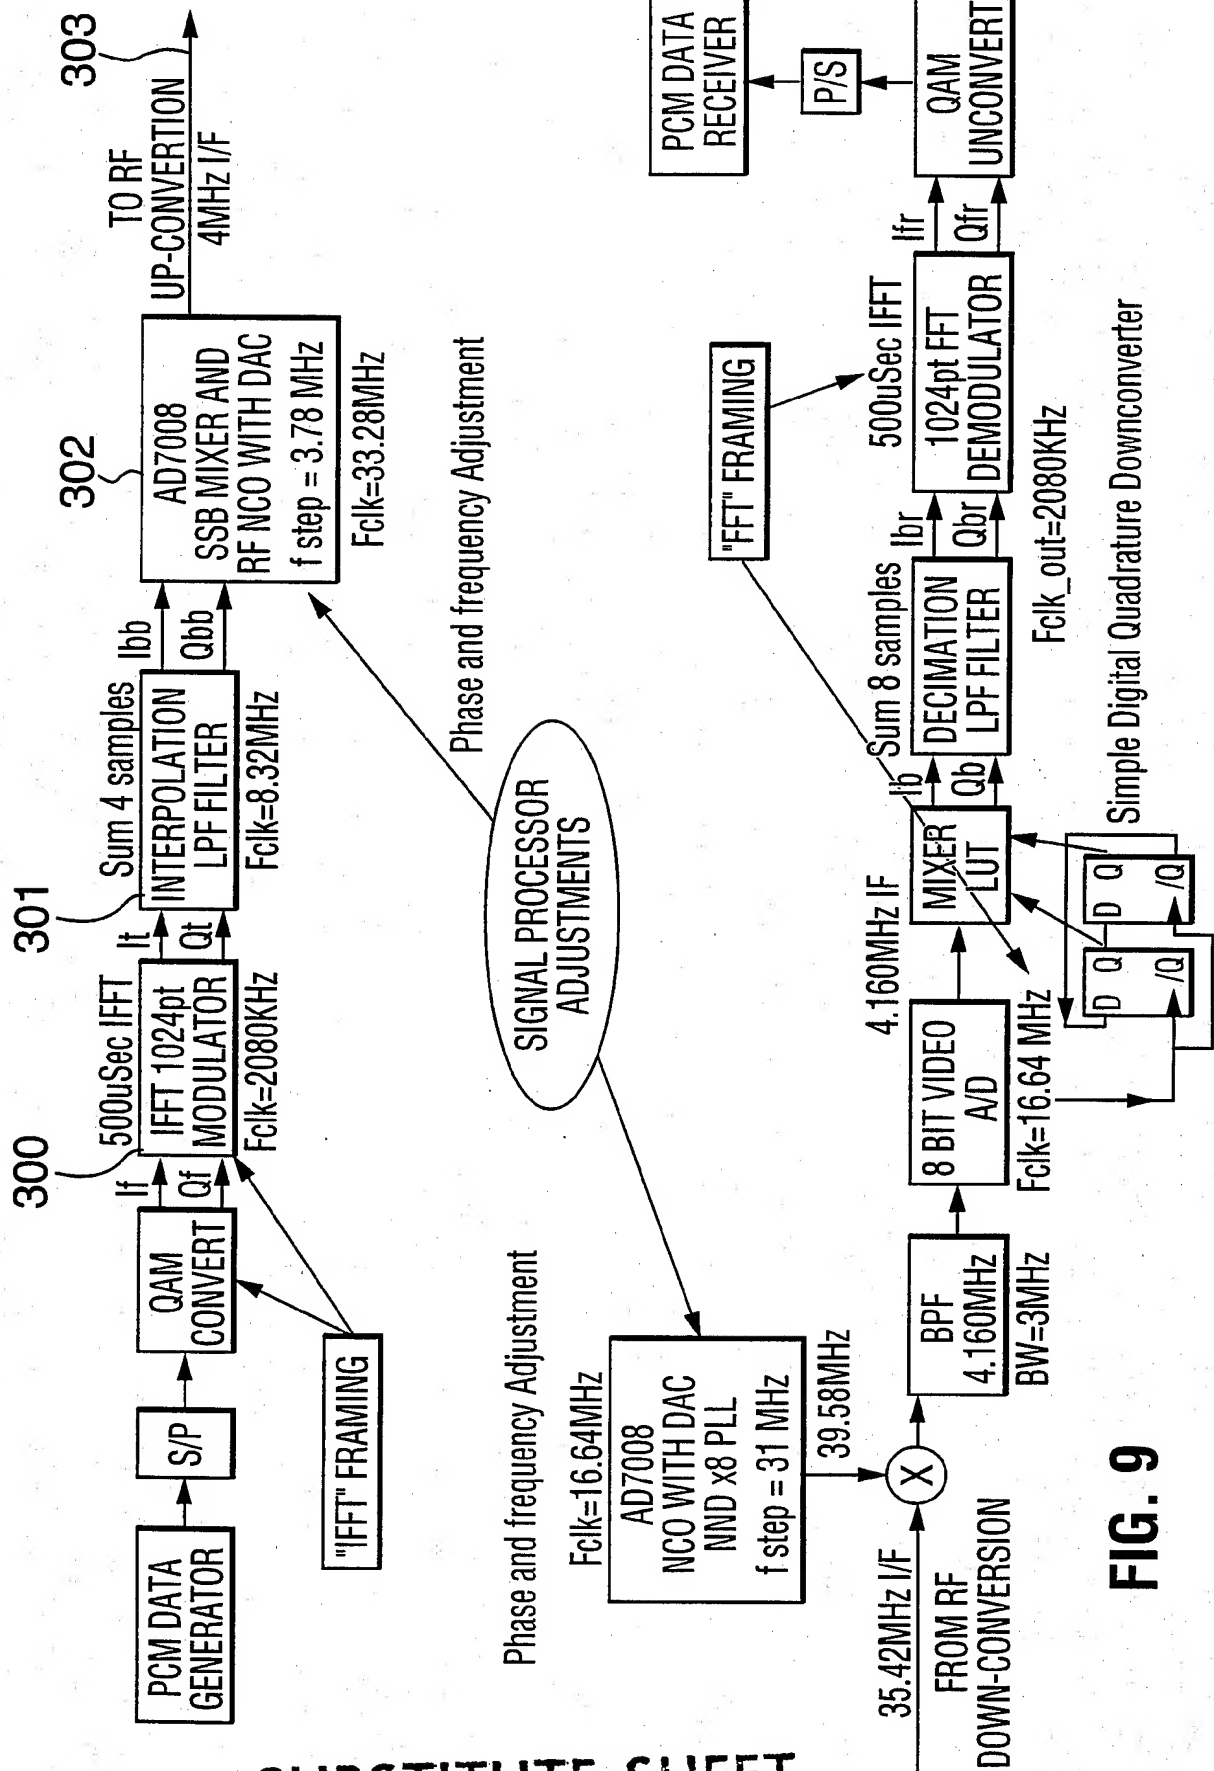 PCM DATA
GENERATOR
S/P
QAM
CONVERT
"IFFT" FRAMING
If
Qf
300
500uSec IFFT
IFFT 1024pt
MODULATOR
Fclk=2080KHz
It
Qt
301
Sum 4 samples
INTERPOLATION
LPF FILTER
Fclk=8.32MHz
Ibb
Qbb
302
AD7008
SSB MIXER AND
RF NCO WITH DAC
f step = 3.78 MHz
Fclk=33.28MHz
303
TO RF
UP-CONVERTION
4MHz I/F
Phase and frequency Adjustment
SIGNAL PROCESSOR
ADJUSTMENTS
Phase and frequency Adjustment
Fclk=16.64MHz
AD7008
NCO WITH DAC
NND x8 PLL
f step = 31 MHz
39.58MHz
35.42MHz I/F
FROM RF
DOWN-CONVERSION
X
BPF
4.160MHz
BW=3MHz
8 BIT VIDEO
A/D
Fclk=16.64 MHz
4.160MHz IF
MIXER
LUT
D Q
/Q
D Q
/Q
Simple Digital Quadrature Downconverter
Ib
Qb
Sum 8 samples
DECIMATION
LPF FILTER
Fclk_out=2080KHz
Ibr
Qbr
"FFT" FRAMING
500uSec IFFT
1024pt FFT
DEMODULATOR
Ifr
Qfr
QAM
UNCONVERT
P/S
PCM DATA
RECEIVER
FIG. 9
SUBSTITUTE SHEET